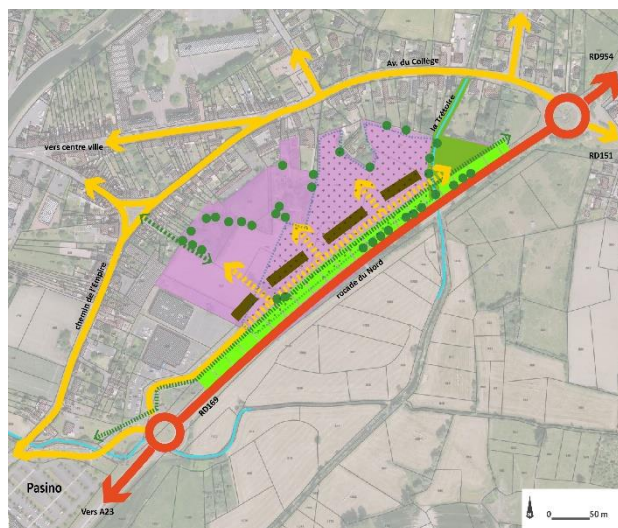 RD954
Av. du Collège
la Trétoire
vers centre ville
RD151
chemin de l'Empire
rocade du Nord
RD169
Pasino
Vers A23
0 50 m